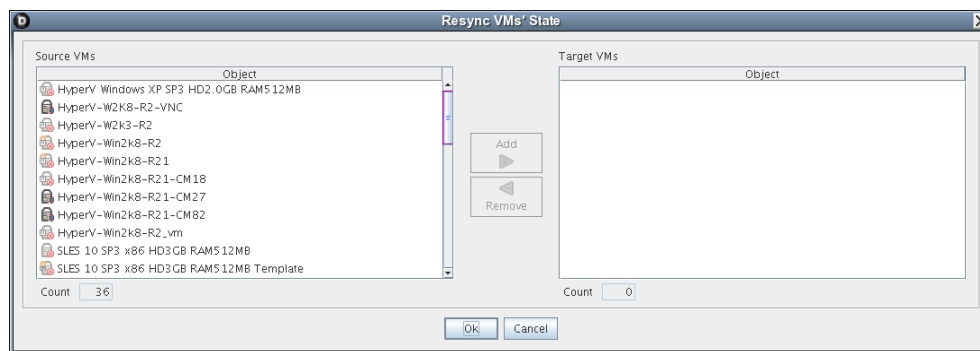 Resync VMs' State
Source VMs
Object
HyperV Windows XP SP3 HD2.0GB RAM512MB
HyperV-W2K8-R2-VNC
HyperV-W2k3-R2
HyperV-Win2k8-R2
HyperV-Win2k8-R21
HyperV-Win2k8-R21-CM18
HyperV-Win2k8-R21-CM27
HyperV-Win2k8-R21-CM82
HyperV-Win2k8-R2_vm
SLES 10 SP3 x86 HD3GB RAM512MB
SLES 10 SP3 x86 HD3GB RAM512MB Template
Count 36
Add
Remove
Target VMs
Object
Count 0
Ok
Cancel